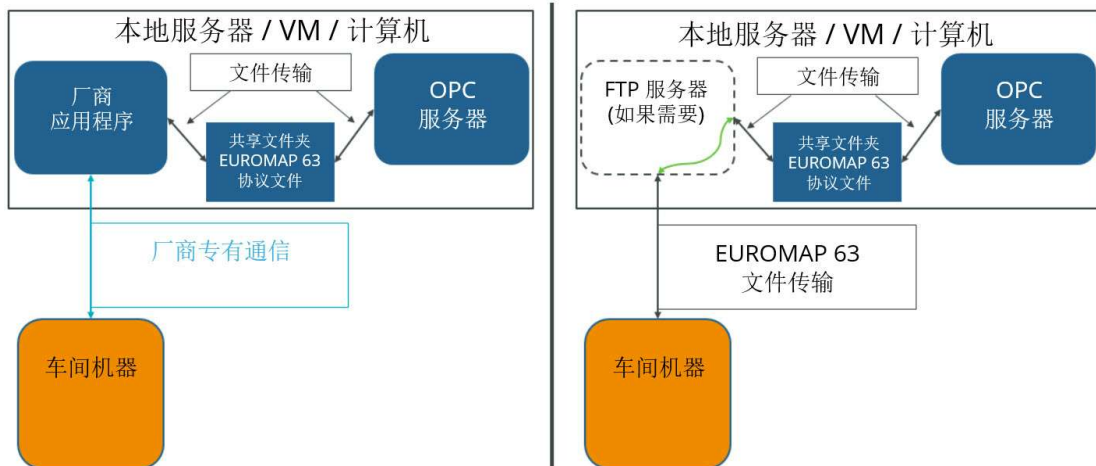 本地服务器 / VM / 计算机
厂商
应用程序
文件传输
OPC
服务器
共享文件夹
EUROMAP 63
协议文件
厂商专有通信
车间机器
本地服务器 / VM / 计算机
FTP 服务器
(如果需要)
文件传输
OPC
服务器
共享文件夹
EUROMAP 63
协议文件
EUROMAP 63
文件传输
车间机器